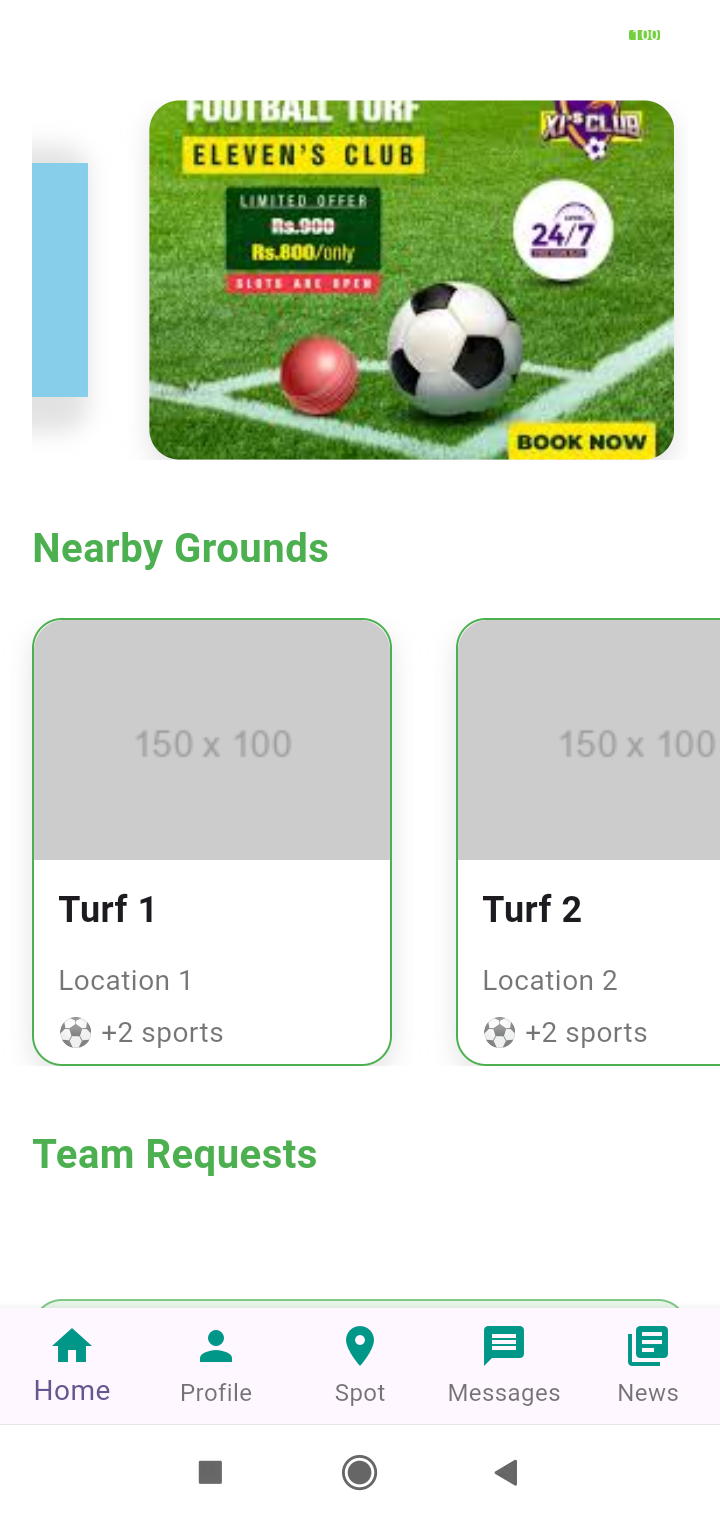 100
FOOTBALL TURF
XI'S CLUB
ELEVEN'S CLUB
LIMITED OFFER
Rs.900
Rs.800/only
SLOTS ARE OPEN
24/7
BOOK NOW
Nearby Grounds
150 x 100
150 x 100
Turf 1
Turf 2
Location 1
Location 2
+2 sports
+2 sports
Team Requests
Home
Profile
Spot
Messages
News